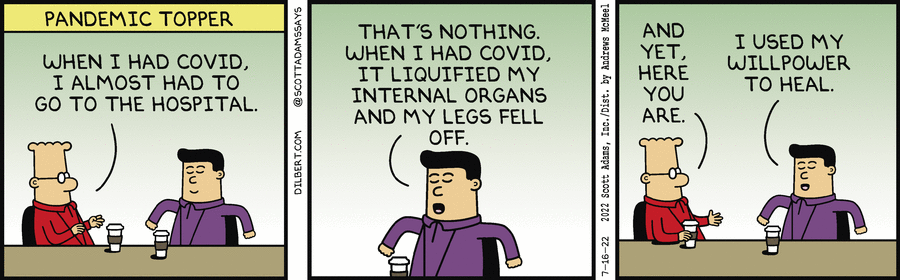 PANDEMIC TOPPER
WHEN I HAD COVID,
I ALMOST HAD TO
GO TO THE HOSPITAL.
DILBERT.COM
@SCOTTADAMSSAYS
THAT'S NOTHING.
WHEN I HAD COVID,
IT LIQUIFIED MY
INTERNAL ORGANS
AND MY LEGS FELL
OFF.
7-16-22 2022 Scott Adams, Inc./Dist. by Andrews McMeel
AND
YET,
HERE
YOU
ARE.
I USED MY
WILLPOWER
TO HEAL.